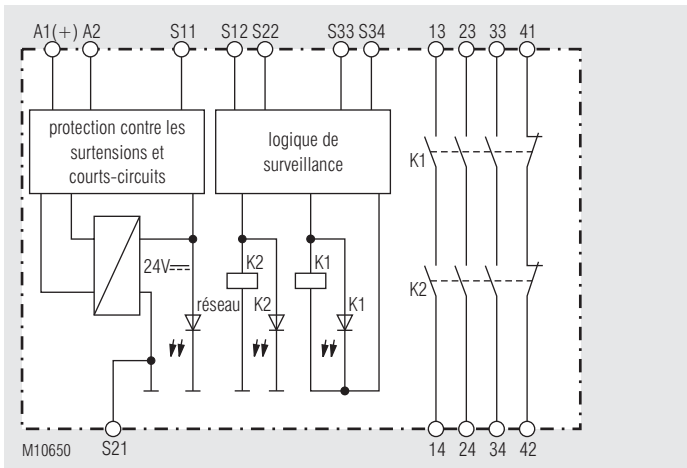 A1(+) A2 S11 S12 S22 S33 S34 13 23 33 41
protection contre les
surtensions et
courts-circuits
logique de
surveillance
K1
24V
K2
K1
K2
réseau
K2
K1
M10650
S21
14 24 34 42